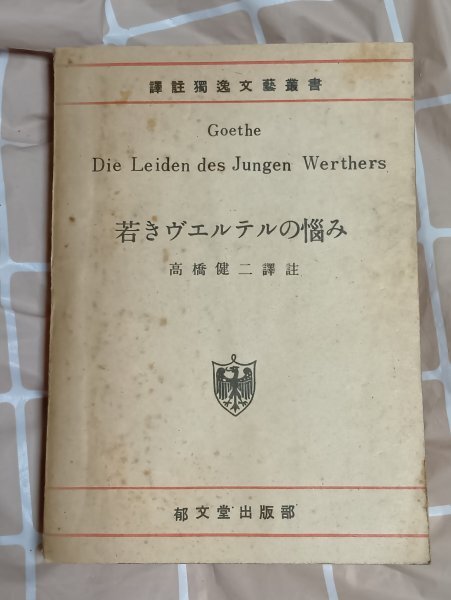 譯註獨逸文藝叢書
Goethe
Die Leiden des Jungen Werthers
若きヴエルテルの惱み
高橋健二譯註
郁文堂出版部